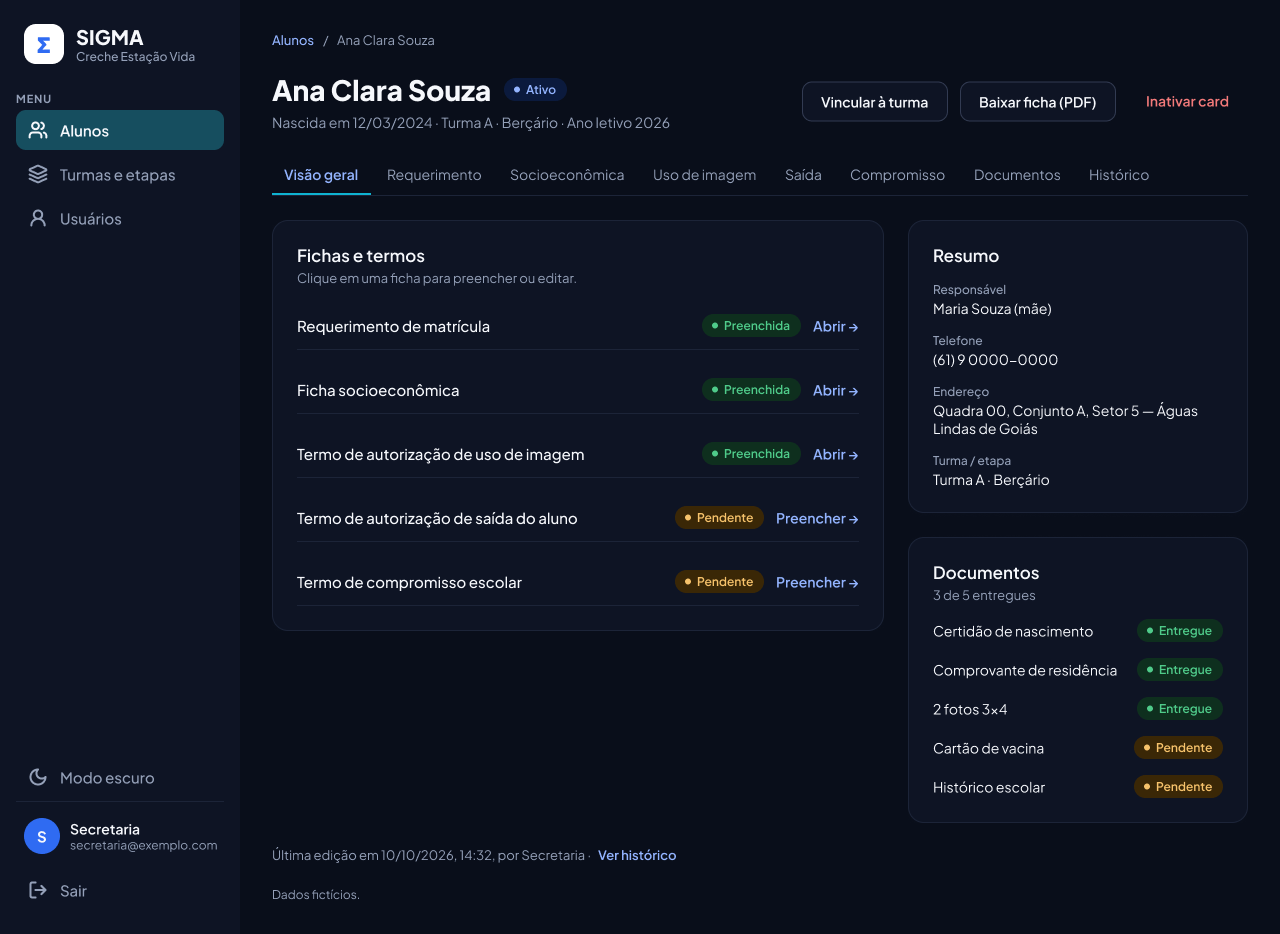 Σ
SIGMA
Creche Estação Vida
MENU
Alunos
Turmas e etapas
Usuários
Modo escuro
S
Secretaria
secretaria@exemplo.com
Sair
Alunos / Ana Clara Souza
Ana Clara Souza
Ativo
Nascida em 12/03/2024 · Turma A · Berçário · Ano letivo 2026
Vincular à turma
Baixar ficha (PDF)
Inativar card
Visão geral
Requerimento
Socioeconômica
Uso de imagem
Saída
Compromisso
Documentos
Histórico
Fichas e termos
Clique em uma ficha para preencher ou editar.
Requerimento de matrícula Preenchida Abrir →
Ficha socioeconômica Preenchida Abrir →
Termo de autorização de uso de imagem Preenchida Abrir →
Termo de autorização de saída do aluno Pendente Preencher →
Termo de compromisso escolar Pendente Preencher →
Resumo
Responsável
Maria Souza (mãe)
Telefone
(61) 9 0000-0000
Endereço
Quadra 00, Conjunto A, Setor 5 — Águas
Lindas de Goiás
Turma / etapa
Turma A · Berçário
Documentos
3 de 5 entregues
Certidão de nascimento Entregue
Comprovante de residência Entregue
2 fotos 3×4 Entregue
Cartão de vacina Pendente
Histórico escolar Pendente
Última edição em 10/10/2026, 14:32, por Secretaria · Ver histórico
Dados fictícios.